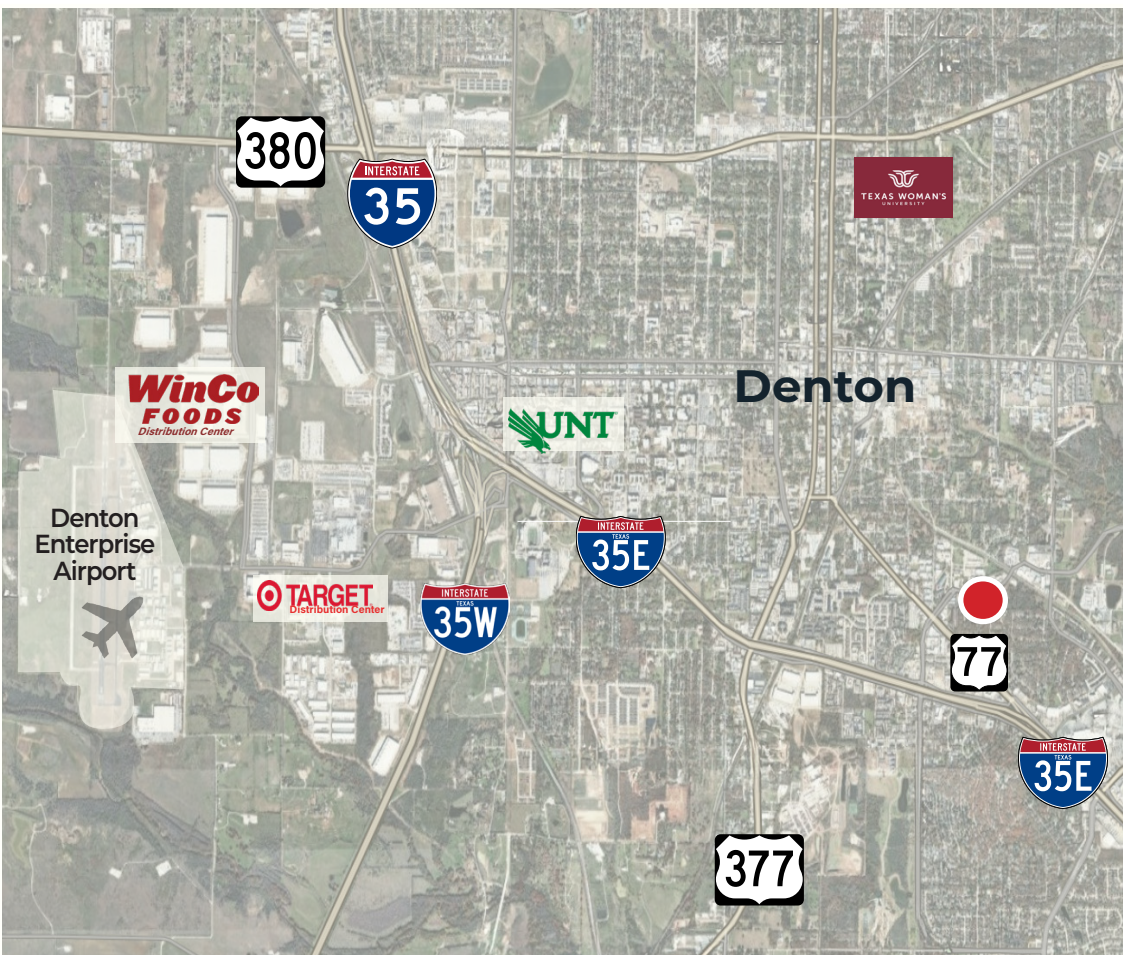 380
INTERSTATE
35
TEXAS WOMAN'S
UNIVERSITY
WinCo
FOODS
Distribution Center
Denton
UNT
Denton
Enterprise
Airport
INTERSTATE
TEXAS
35E
TARGET
Distribution Center
INTERSTATE
TEXAS
35W
77
INTERSTATE
TEXAS
35E
377